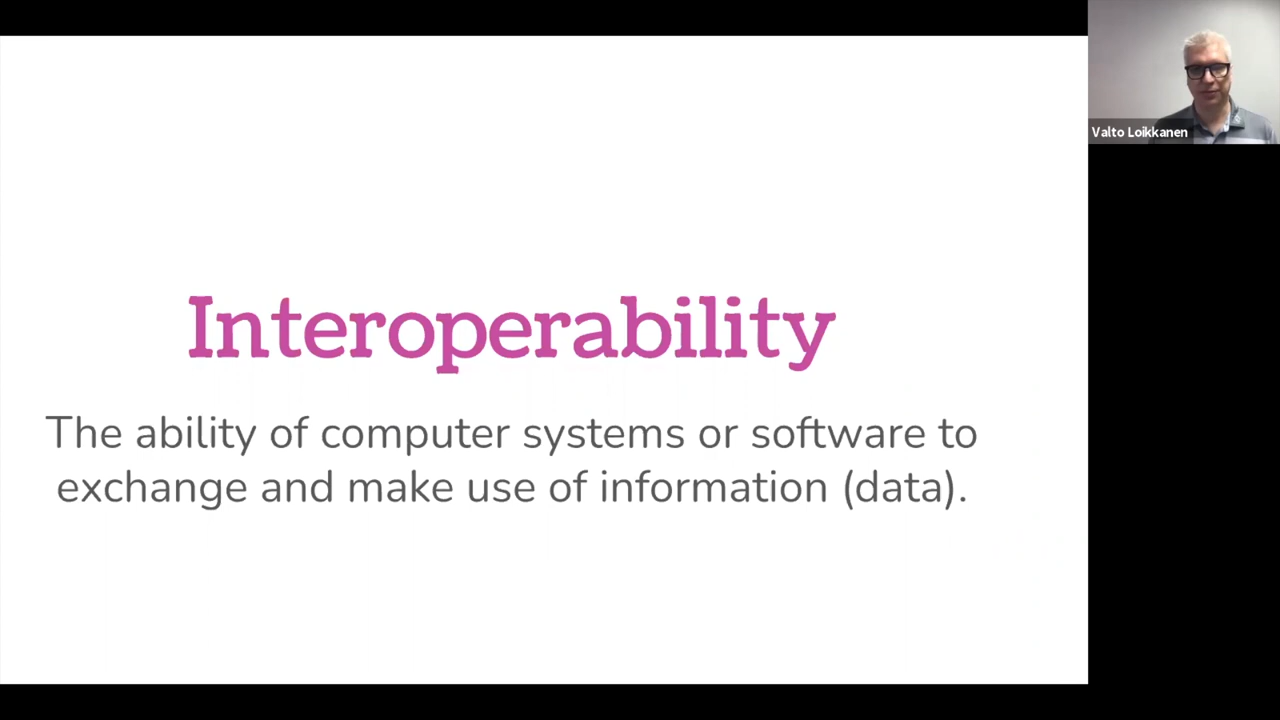 Interoperability
The ability of computer systems or software to
exchange and make use of information (data).
Valto Loikkanen